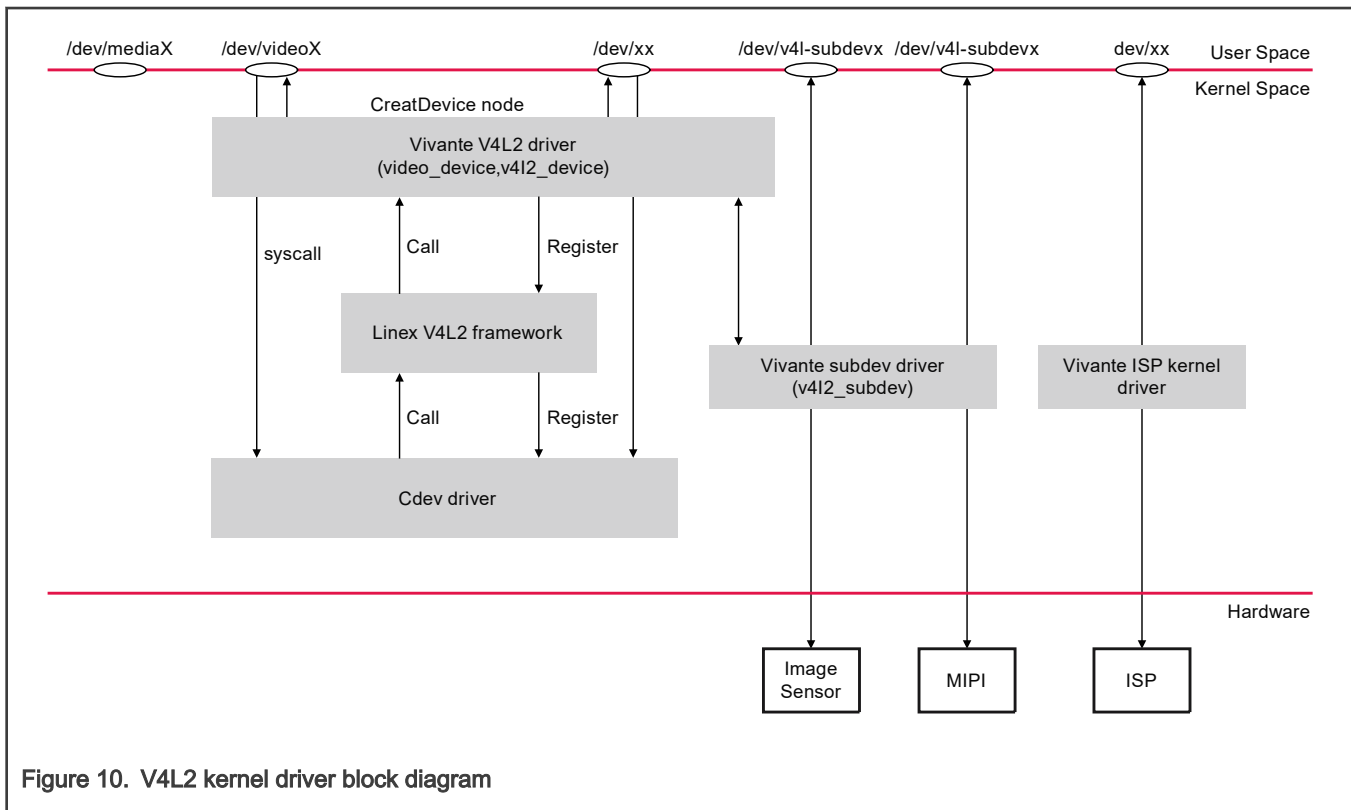 /dev/mediaX /dev/videoX /dev/xx /dev/v4l-subdevx /dev/v4l-subdevx dev/xx
User Space
Kernel Space
CreatDevice node
Vivante V4L2 driver
(video_device,v4l2_device)
syscall Call Register
Linex V4L2 framework
Vivante subdev driver
(v4l2_subdev)
Vivante ISP kernel
driver
Call Register
Cdev driver
Hardware
Image
Sensor
MIPI
ISP
Figure 10. V4L2 kernel driver block diagram